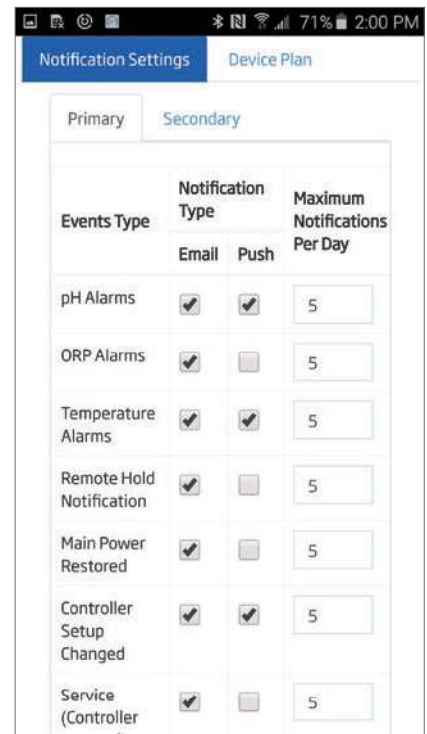 71% 2:00 PM
Notification Settings Device Plan
Primary Secondary
Events Type
Notification
Type
Maximum
Notifications
Per Day
Email Push
pH Alarms 5
ORP Alarms 5
Temperature
Alarms 5
Remote Hold
Notification 5
Main Power
Restored 5
Controller
Setup
Changed 5
Service
(Controller 5